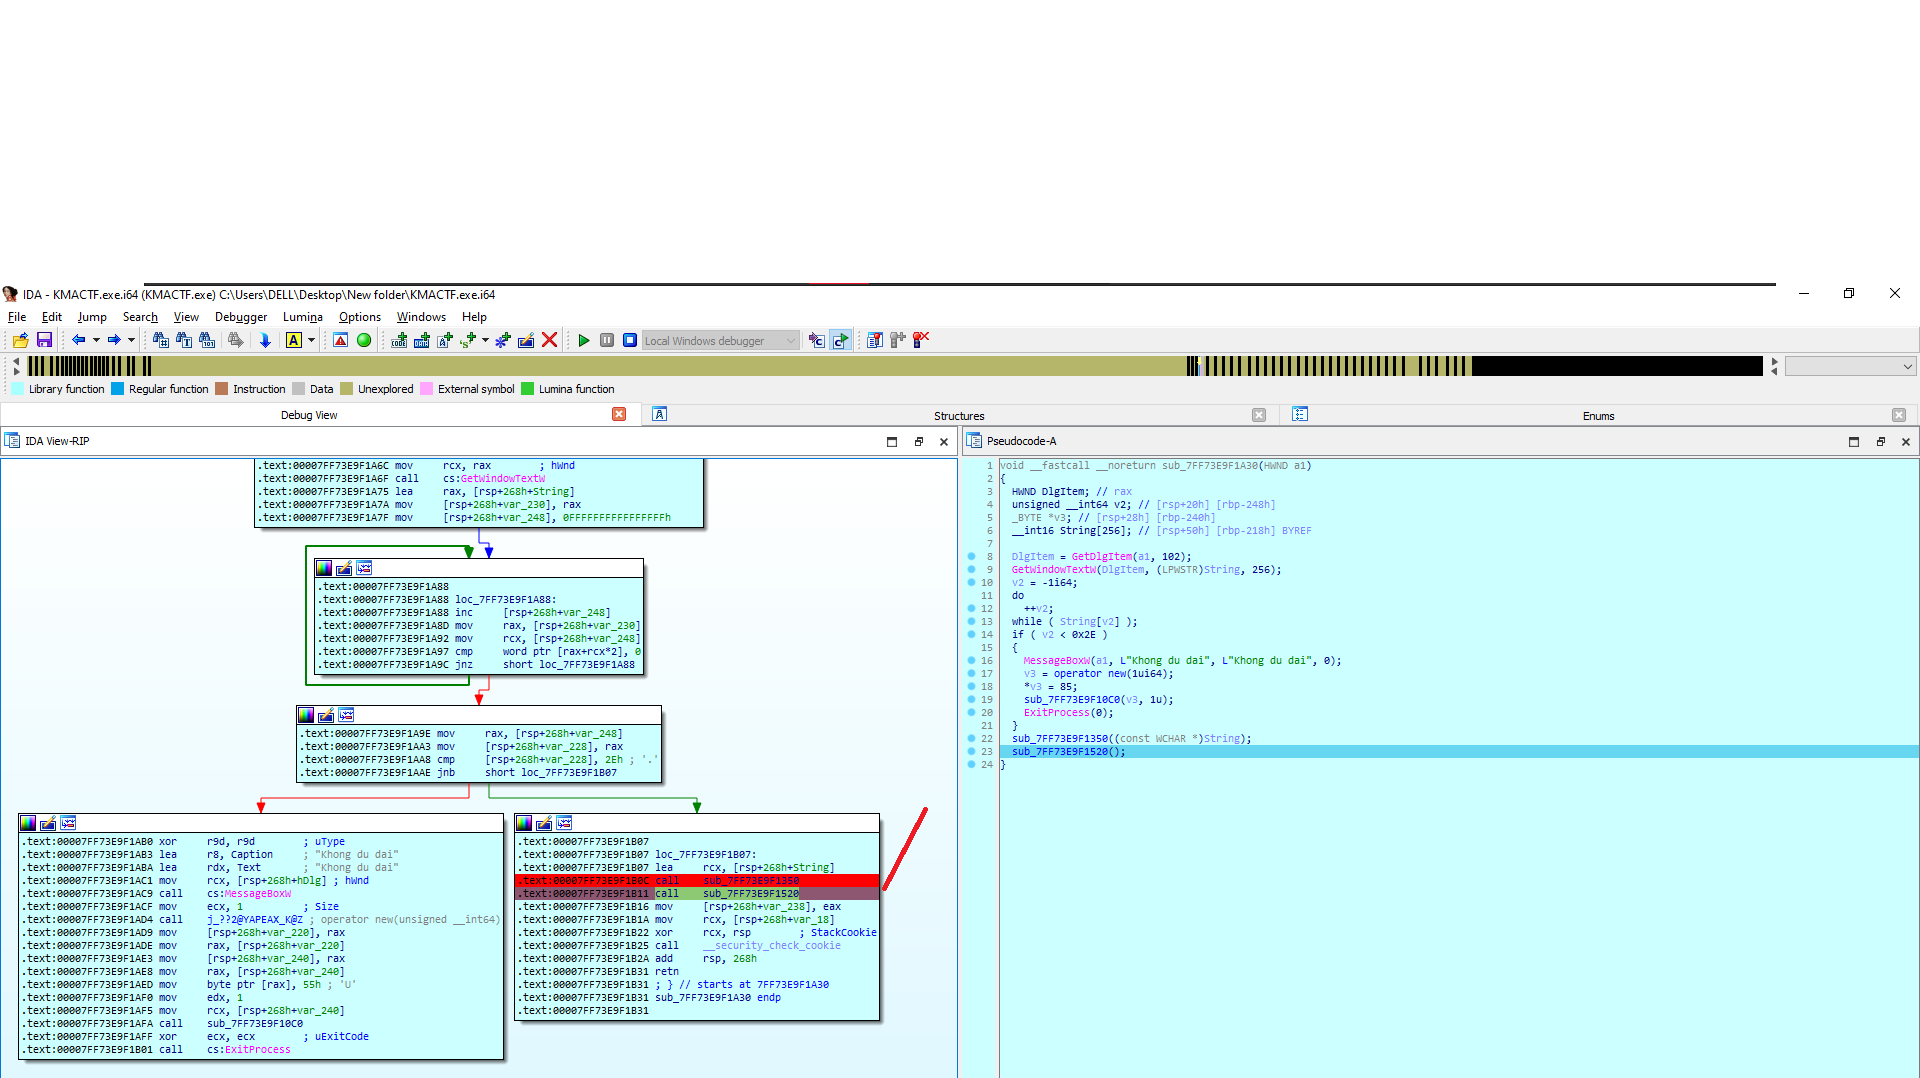 IDA - KMACTF.exe.i64 (KMACTF.exe) C:\Users\DELL\Desktop\New folder\KMACTF.exe.i64
File Edit Jump Search View Debugger Lumina Options Windows Help
Local Windows debugger
Library function Regular function Instruction Data Unexplored External symbol Lumina function
Debug View Structures Enums
IDA View-RIP
.text:00007FF73E9F1A6C mov rcx, rax ; hWnd
.text:00007FF73E9F1A6F call cs:GetWindowTextW
.text:00007FF73E9F1A75 lea rax, [rsp+268h+String]
.text:00007FF73E9F1A7A mov [rsp+268h+var_230], rax
.text:00007FF73E9F1A7F mov [rsp+268h+var_248], 0FFFFFFFFFFFFFFFFh
.text:00007FF73E9F1A88
.text:00007FF73E9F1A88 loc_7FF73E9F1A88:
.text:00007FF73E9F1A88 inc [rsp+268h+var_248]
.text:00007FF73E9F1A8D mov rax, [rsp+268h+var_230]
.text:00007FF73E9F1A92 mov rcx, [rsp+268h+var_248]
.text:00007FF73E9F1A97 cmp word ptr [rax+rcx*2], 0
.text:00007FF73E9F1A9C jnz short loc_7FF73E9F1A88
.text:00007FF73E9F1A9E mov rax, [rsp+268h+var_248]
.text:00007FF73E9F1AA3 mov [rsp+268h+var_228], rax
.text:00007FF73E9F1AA8 cmp [rsp+268h+var_228], 2Eh ; '.'
.text:00007FF73E9F1AAE jnb short loc_7FF73E9F1B07
.text:00007FF73E9F1AB0 xor r9d, r9d ; uType
.text:00007FF73E9F1AB3 lea r8, Caption ; "Khong du dai"
.text:00007FF73E9F1ABA lea rdx, Text ; "Khong du dai"
.text:00007FF73E9F1AC1 mov rcx, [rsp+268h+hDlg] ; hWnd
.text:00007FF73E9F1AC9 call cs:MessageBoxW
.text:00007FF73E9F1ACF mov ecx, 1 ; Size
.text:00007FF73E9F1AD4 call j_??2@YAPEAX_K@Z ; operator new(unsigned __int64)
.text:00007FF73E9F1AD9 mov [rsp+268h+var_220], rax
.text:00007FF73E9F1ADE mov rax, [rsp+268h+var_220]
.text:00007FF73E9F1AE3 mov [rsp+268h+var_240], rax
.text:00007FF73E9F1AE8 mov rax, [rsp+268h+var_240]
.text:00007FF73E9F1AED mov byte ptr [rax], 55h ; 'U'
.text:00007FF73E9F1AF0 mov edx, 1
.text:00007FF73E9F1AF5 mov rcx, [rsp+268h+var_240]
.text:00007FF73E9F1AFA call sub_7FF73E9F10C0
.text:00007FF73E9F1AFF xor ecx, ecx ; uExitCode
.text:00007FF73E9F1B01 call cs:ExitProcess
.text:00007FF73E9F1B07
.text:00007FF73E9F1B07 loc_7FF73E9F1B07:
.text:00007FF73E9F1B07 lea rcx, [rsp+268h+String]
.text:00007FF73E9F1B0C call sub_7FF73E9F1350
.text:00007FF73E9F1B11 call sub_7FF73E9F1520
.text:00007FF73E9F1B16 mov [rsp+268h+var_238], eax
.text:00007FF73E9F1B1A mov rcx, [rsp+268h+var_18]
.text:00007FF73E9F1B22 xor rcx, rsp ; StackCookie
.text:00007FF73E9F1B25 call __security_check_cookie
.text:00007FF73E9F1B2A add rsp, 268h
.text:00007FF73E9F1B31 retn
.text:00007FF73E9F1B31 ; } // starts at 7FF73E9F1A30
.text:00007FF73E9F1B31 sub_7FF73E9F1A30 endp
.text:00007FF73E9F1B31
Pseudocode-A
1 void __fastcall __noreturn sub_7FF73E9F1A30(HWND a1)
2 {
3 HWND DlgItem; // rax
4 unsigned __int64 v2; // [rsp+20h] [rbp-248h]
5 _BYTE *v3; // [rsp+28h] [rbp-240h]
6 __int16 String[256]; // [rsp+50h] [rbp-218h] BYREF
7
8 DlgItem = GetDlgItem(a1, 102);
9 GetWindowTextW(DlgItem, (LPWSTR)String, 256);
10 v2 = -1i64;
11 do
12 ++v2;
13 while ( String[v2] );
14 if ( v2 < 0x2E )
15 {
16 MessageBoxW(a1, L"Khong du dai", L"Khong du dai", 0);
17 v3 = operator new(1ui64);
18 *v3 = 85;
19 sub_7FF73E9F10C0(v3, 1u);
20 ExitProcess(0);
21 }
22 sub_7FF73E9F1350((const WCHAR *)String);
23 sub_7FF73E9F1520();
24 }